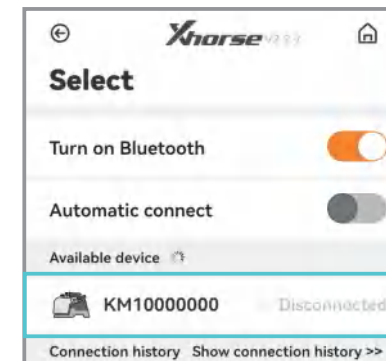 Xhorse
Select
Turn on Bluetooth
Automatic connect
Available device
KM10000000 Disconnected
Connection history Show connection history >>